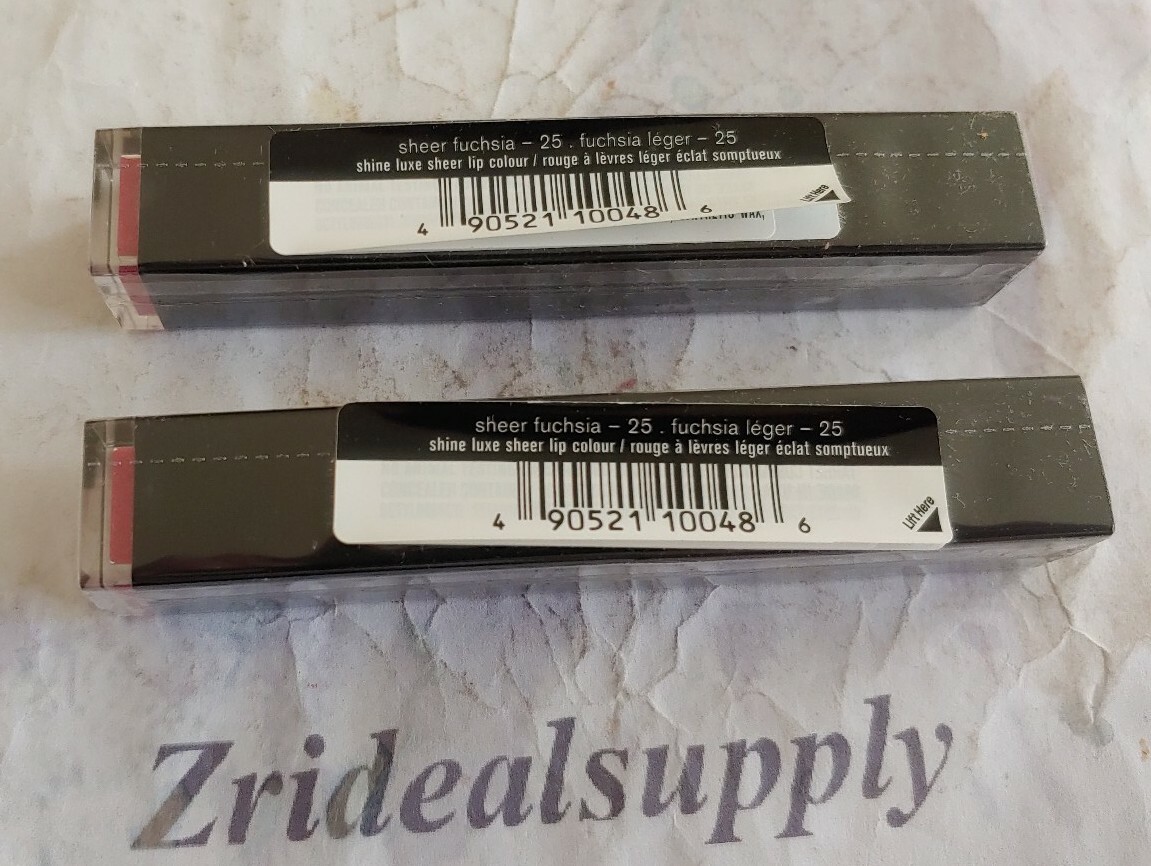 sheer fuchsia – 25 . fuchsia léger – 25
shine luxe sheer lip colour / rouge à lèvres léger éclat somptueux
Lift Here
4 90521 10048 6
WAX,
sheer fuchsia – 25 . fuchsia léger – 25
shine luxe sheer lip colour / rouge à lèvres léger éclat somptueux
Lift Here
4 90521 10048 6
Zridealsupply